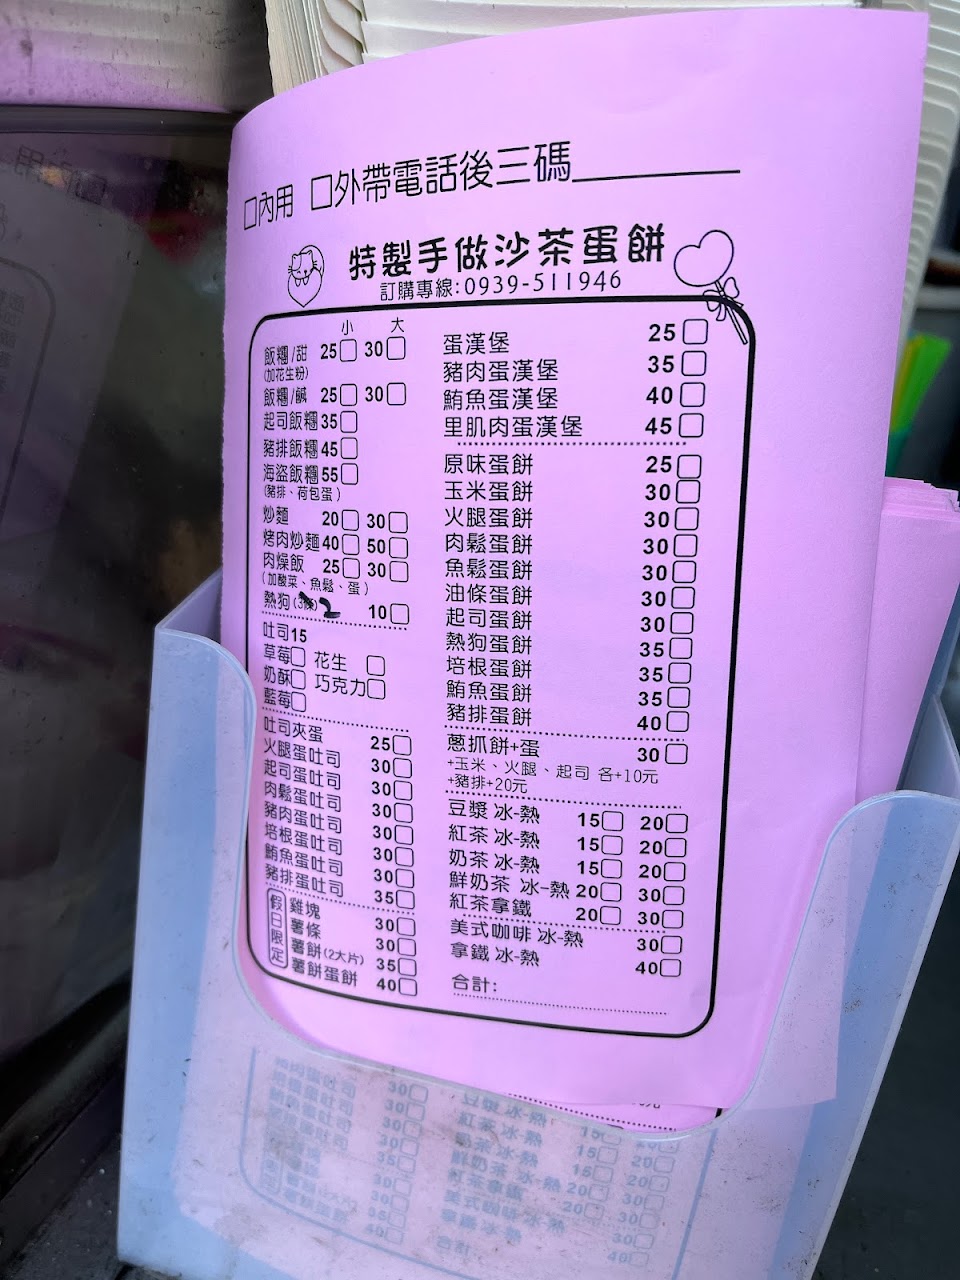 □內用 □外帶電話後三碼
特製手做沙茶蛋餅
訂購專線:0939-511946
小 大
飯糰/甜 25□ 30□
(加花生粉)
飯糰/鹹 25□ 30□
起司飯糰35□
豬排飯糰45□
海盜飯糰55□
(豬排、荷包蛋)
炒麵 20□ 30□
烤肉炒麵40□ 50□
肉燥飯 25□ 30□
(加酸菜、魚鬆、蛋)
熱狗 2 10□
吐司15
草莓□ 花生 □
奶酥□ 巧克力□
藍莓□
吐司夾蛋 25□
火腿蛋吐司 30□
起司蛋吐司 30□
肉鬆蛋吐司 30□
豬肉蛋吐司 30□
培根蛋吐司 30□
鮪魚蛋吐司 30□
豬排蛋吐司 35□
假日限定
雞塊 30□
薯條 30□
薯餅(2大片) 35□
薯餅蛋餅 40□
蛋漢堡 25□
豬肉蛋漢堡 35□
鮪魚蛋漢堡 40□
里肌肉蛋漢堡 45□
原味蛋餅 25□
玉米蛋餅 30□
火腿蛋餅 30□
肉鬆蛋餅 30□
魚鬆蛋餅 30□
油條蛋餅 30□
起司蛋餅 30□
熱狗蛋餅 35□
培根蛋餅 35□
鮪魚蛋餅 35□
豬排蛋餅 40□
蔥抓餅+蛋 30□
+玉米、火腿、起司 各+10元
+豬排+20元
豆漿 冰-熱 15□ 20□
紅茶 冰-熱 15□ 20□
奶茶 冰-熱 15□ 20□
鮮奶茶 冰-熱 20□ 30□
紅茶拿鐵 20□ 30□
美式咖啡 冰-熱 30□
拿鐵 冰-熱 40□
合計: